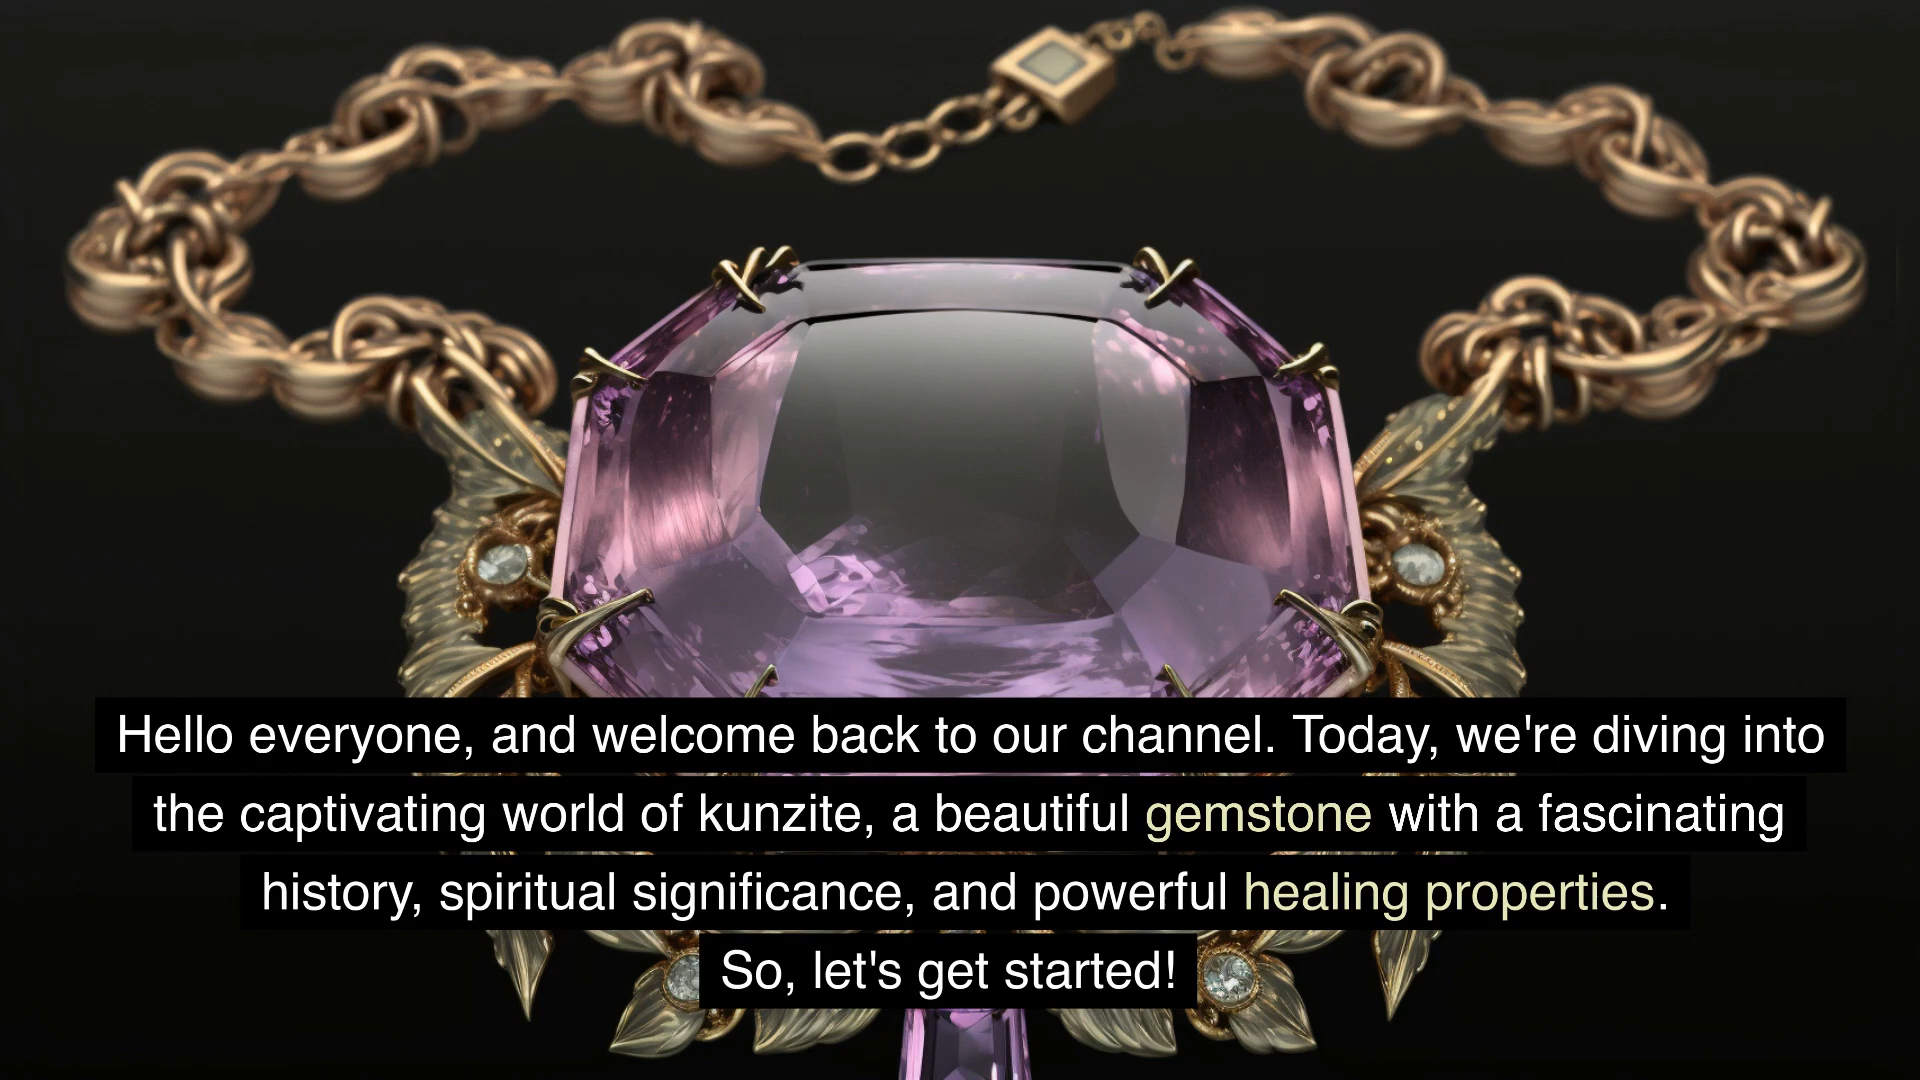 Hello everyone, and welcome back to our channel. Today, we're diving into
the captivating world of kunzite, a beautiful gemstone with a fascinating
history, spiritual significance, and powerful healing properties.
So, let's get started!